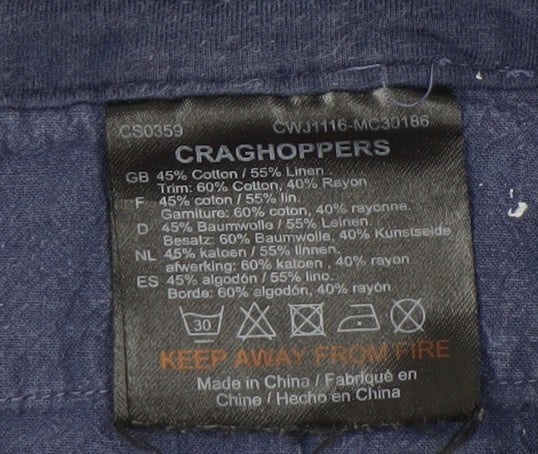 CS0359 CWJ1116-MC30186
CRAGHOPPERS
GB 45% Cotton / 55% Linen.
Trim: 60% Cotton, 40% Rayon
F 45% coton / 55% lin.
Garniture: 60% coton, 40% rayonne.
D 45% Baumwolle / 55% Leinen.
Besatz: 60% Baumwolle, 40% Kunstseide
NL 45% katoen / 55% linnen.
afwerking: 60% katoen , 40% rayon
ES 45% algodón / 55% lino.
Borde: 60% algodón, 40% rayón
30
KEEP AWAY FROM FIRE
Made in China / Fabriqué en
Chine / Hecho en China